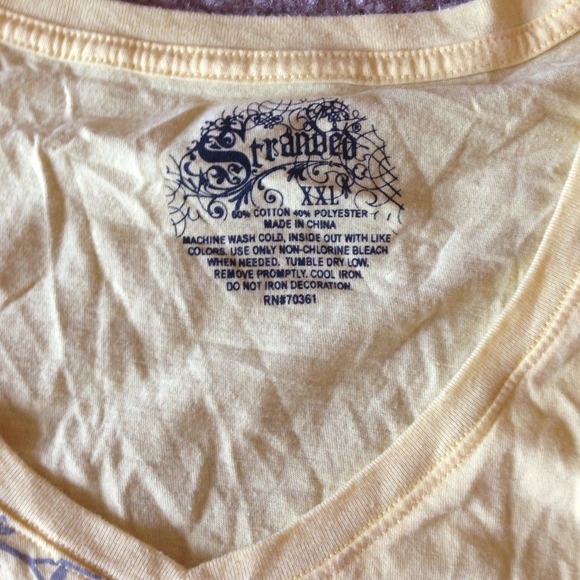 Stranded®
XXL
60% COTTON 40% POLYESTER
MADE IN CHINA
MACHINE WASH COLD, INSIDE OUT WITH LIKE
COLORS. USE ONLY NON-CHLORINE BLEACH
WHEN NEEDED. TUMBLE DRY LOW.
REMOVE PROMPTLY. COOL IRON.
DO NOT IRON DECORATION.
RN#70361